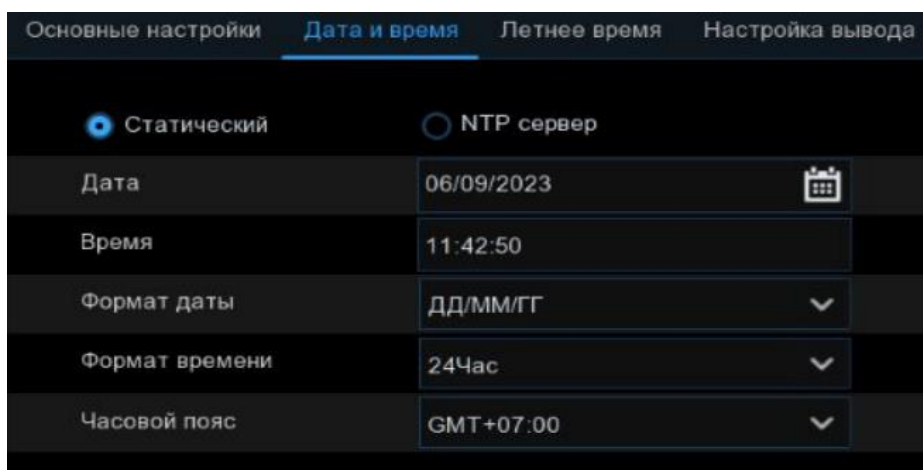 Основные настройки Дата и время Летнее время Настройка вывода
Статический NTP сервер
Дата 06/09/2023
Время 11:42:50
Формат даты ДД/ММ/ГГ
Формат времени 24Час
Часовой пояс GMT+07:00